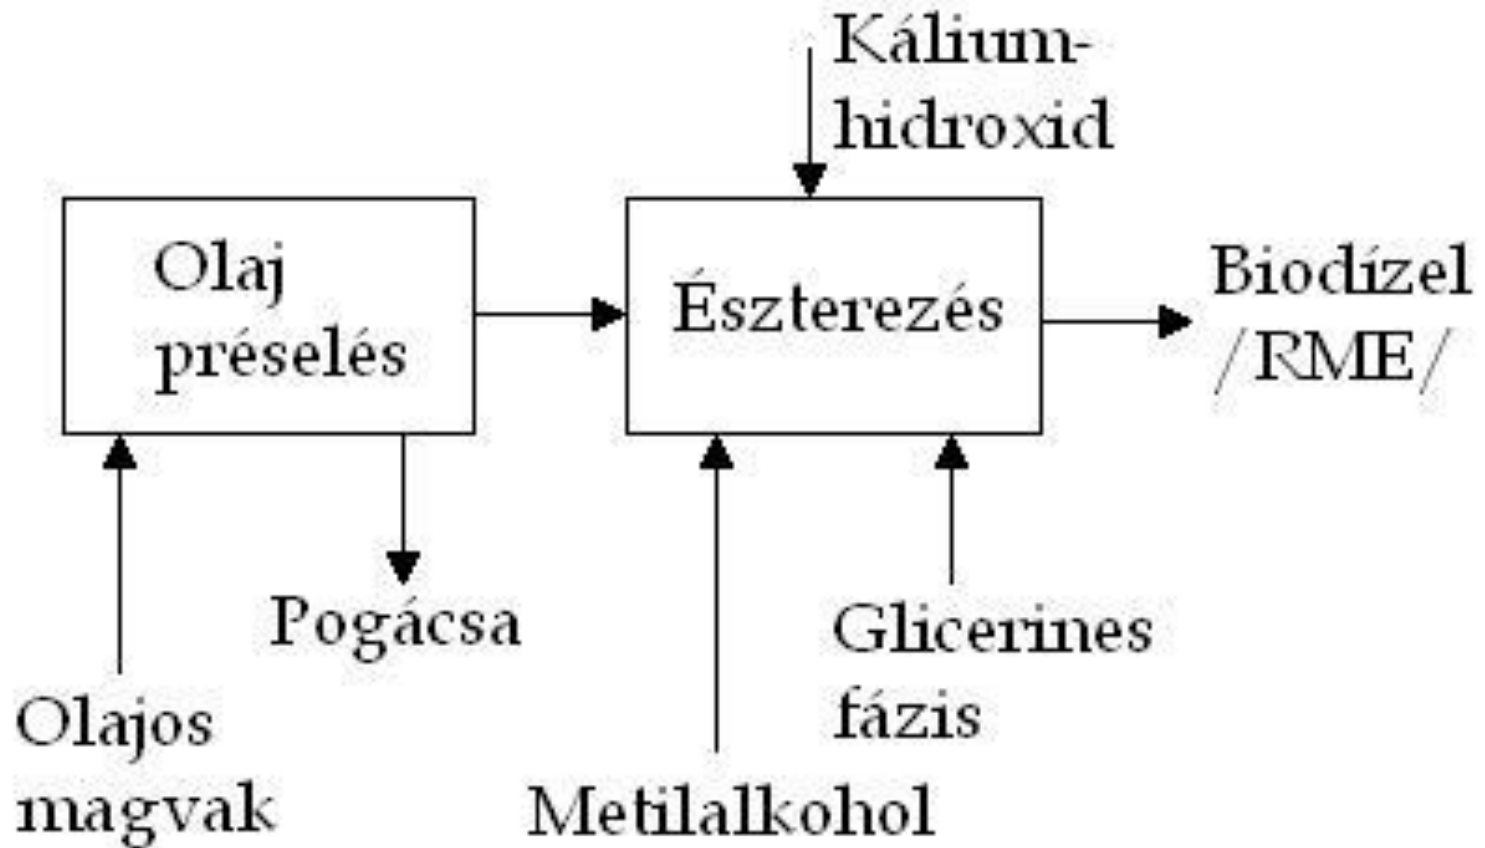 Kálium-
hidroxid
Olaj
préselés
Észterezés
Biodízel
/RME/
Pogácsa
Glicerines
fázis
Olajos
magvak
Metilalkohol